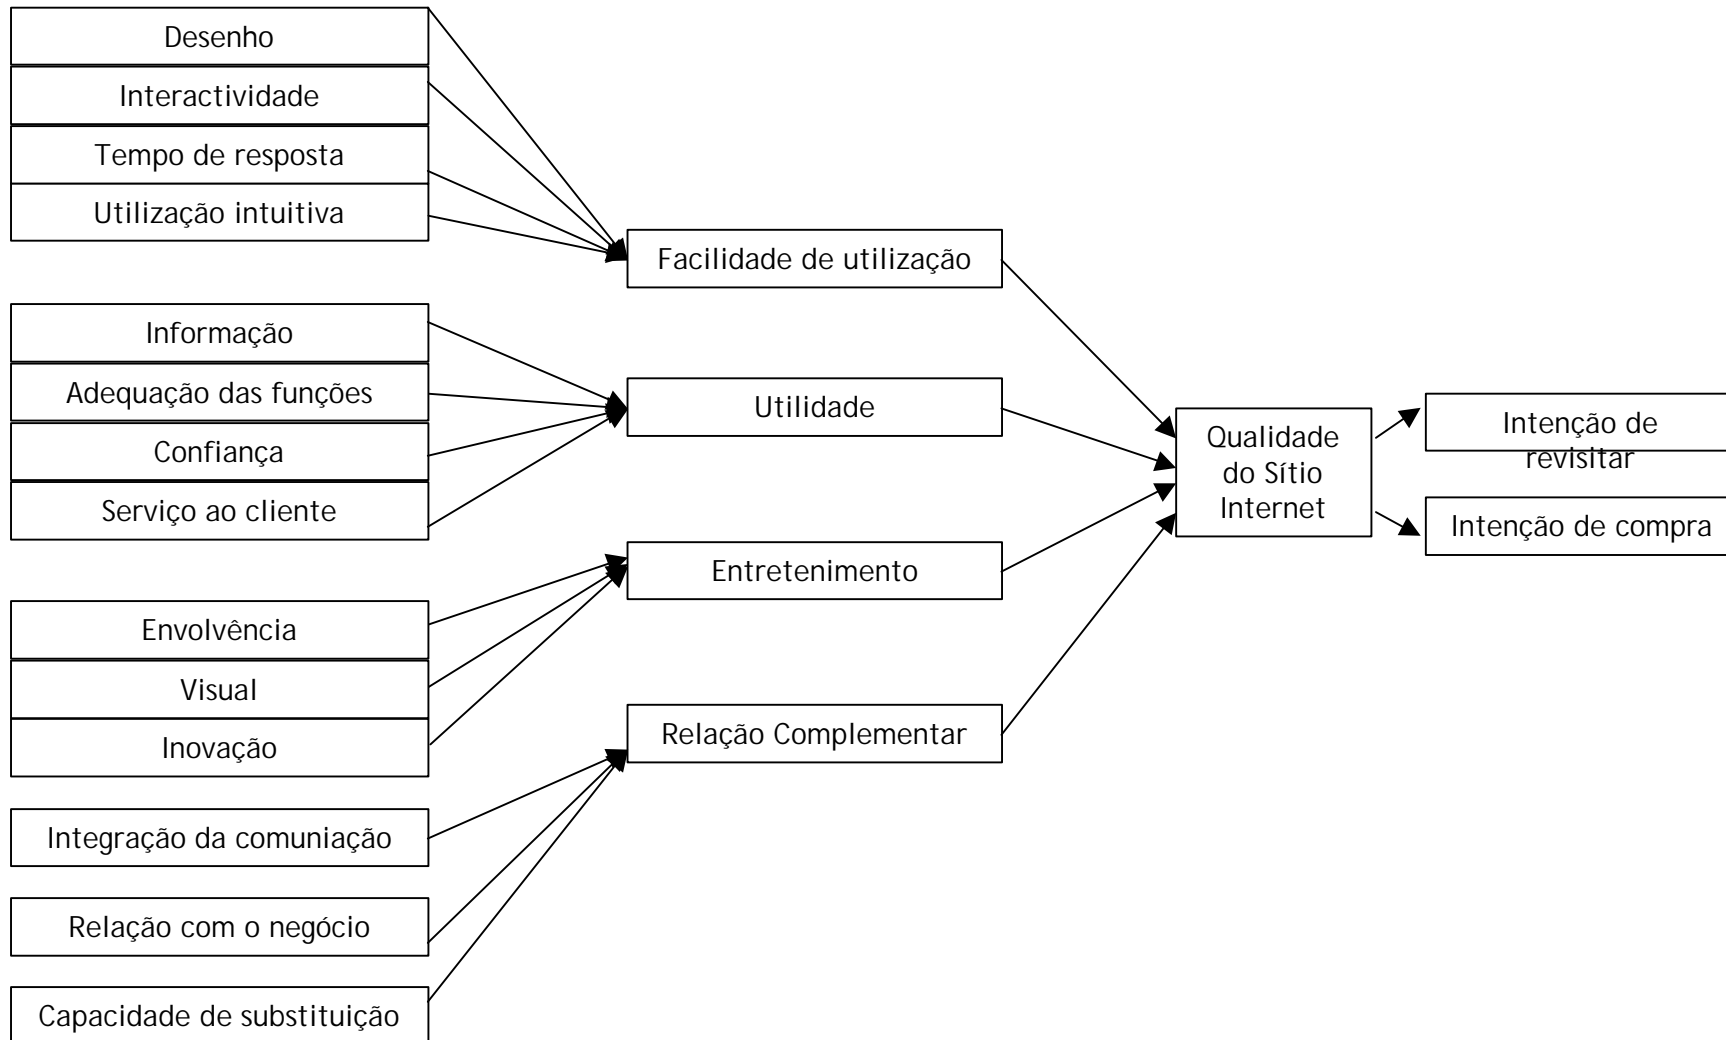 Desenho
Interactividade
Tempo de resposta
Utilização intuitiva
Facilidade de utilização
Informação
Adequação das funções
Confiança
Serviço ao cliente
Utilidade
Qualidade
do Sítio
Internet
Intenção de
revisitar
Intenção de compra
Entretenimento
Envolvência
Visual
Inovação
Relação Complementar
Integração da comuniação
Relação com o negócio
Capacidade de substituição